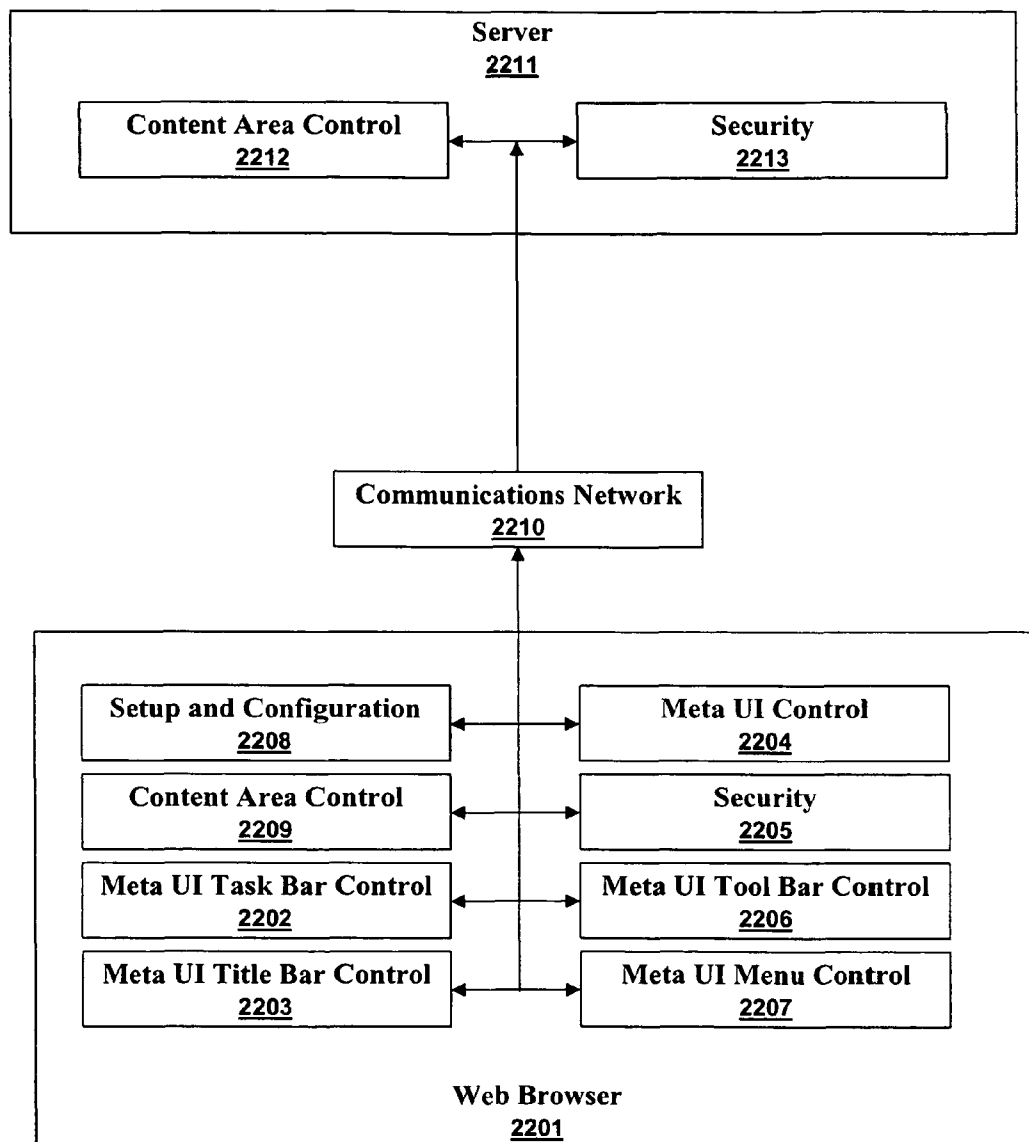 Server
2211
Content Area Control
2212
Security
2213
Communications Network
2210
Setup and Configuration
2208
Meta UI Control
2204
Content Area Control
2209
Security
2205
Meta UI Task Bar Control
2202
Meta UI Tool Bar Control
2206
Meta UI Title Bar Control
2203
Meta UI Menu Control
2207
Web Browser
2201